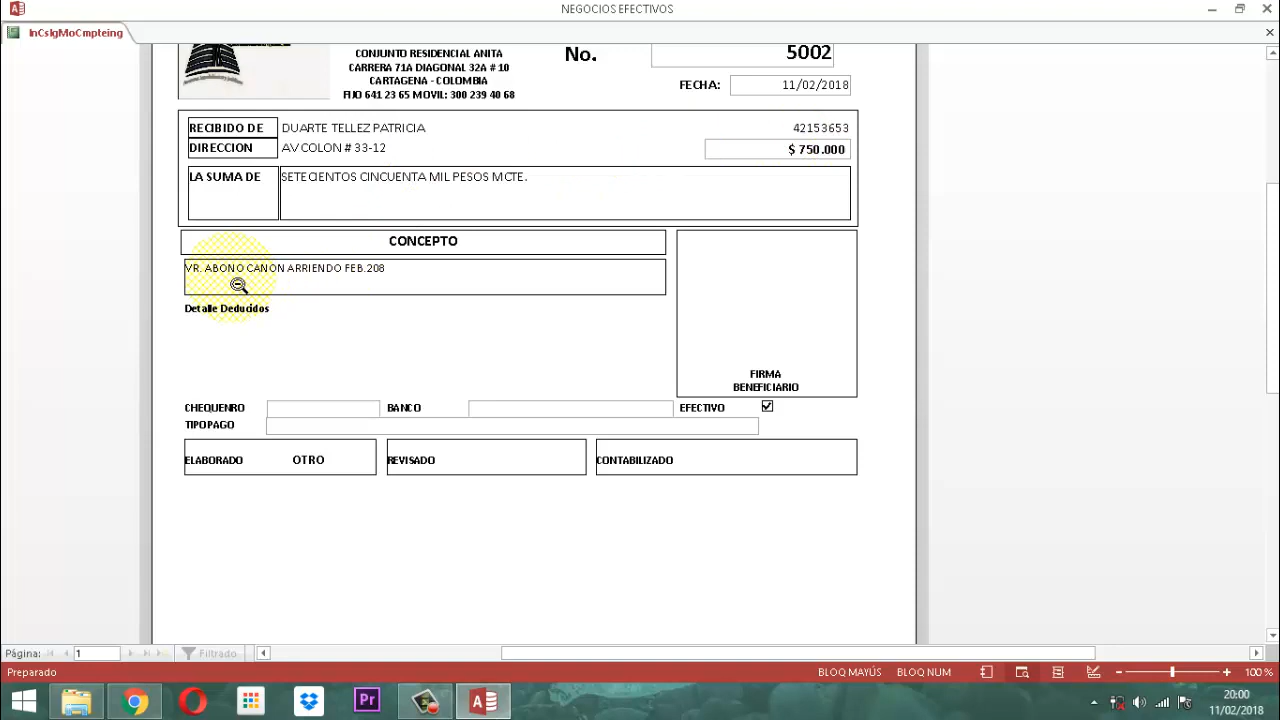 NEGOCIOS EFECTIVOS
InCsIgMoCmpteing
CONJUNTO RESIDENCIAL ANITA
CARRERA 71A DIAGONAL 32A # 10
CARTAGENA - COLOMBIA
FIJO 641 23 65 MOVIL: 300 239 40 68
No. 5002
FECHA: 11/02/2018
RECIBIDO DE DUARTE TELLEZ PATRICIA 42153653
DIRECCION AV COLON # 33-12 $ 750.000
LA SUMA DE SETECIENTOS CINCUENTA MIL PESOS MCTE.
CONCEPTO
VR. ABONO CANON ARRIENDO FEB.208
Detalle Deducidos
FIRMA
BENEFICIARIO
CHEQUENRO BANCO EFECTIVO
TIPOPAGO
ELABORADO OTRO REVISADO CONTABILIZADO
Página: 1 Filtrado
Preparado BLOQ MAYÚS BLOQ NUM 100 %
Pr 20:00
11/02/2018